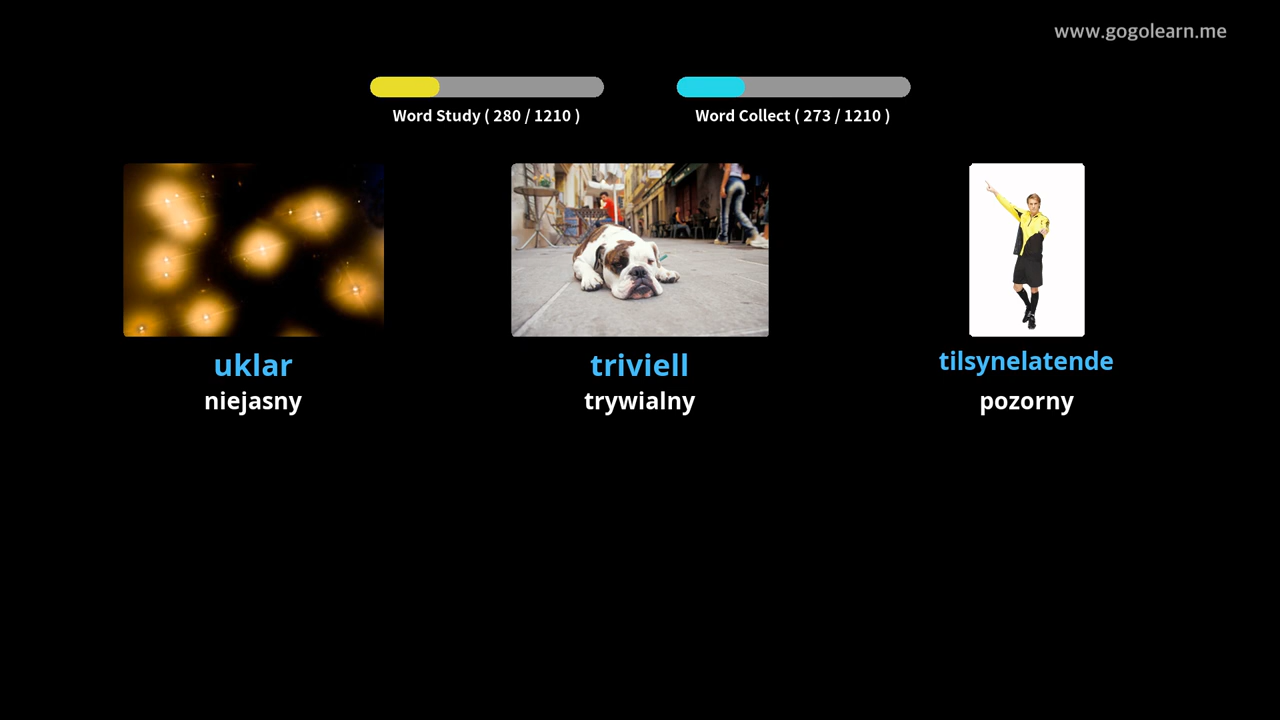 www.gogolearn.me
Word Study ( 280 / 1210 )
Word Collect ( 273 / 1210 )
uklar
niejasny
triviell
trywialny
tilsynelatende
pozorny